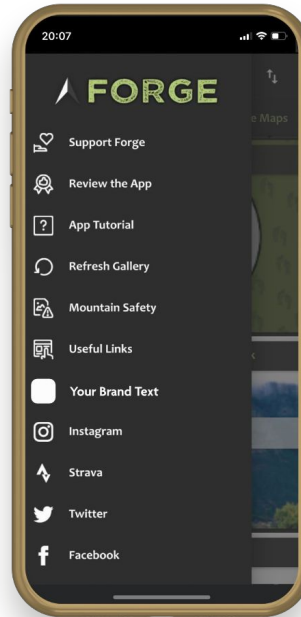 20:07
FORGE
Support Forge
Review the App
e Maps
App Tutorial
Refresh Gallery
Mountain Safety
Useful Links
k
Your Brand Text
Instagram
Strava
Twitter
Facebook